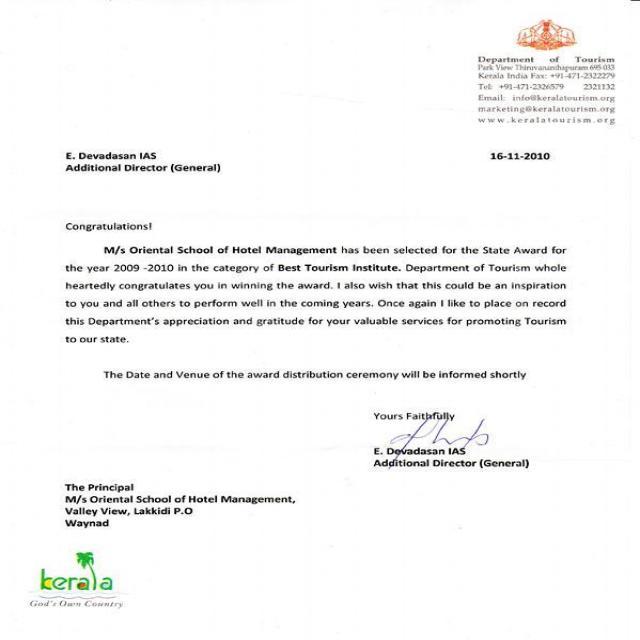 Department of Tourism
Park View Thiruvananthapuram 695 033
Kerala India Fax: +91-471-2322279
Tel: +91-471-2326579 2321132
Email: info@keralatourism.org
marketing@keralatourism.org
www.keralatourism.org
E. Devadasan IAS 16-11-2010
Additional Director (General)
Congratulations!
M/s Oriental School of Hotel Management has been selected for the State Award for
the year 2009 -2010 in the category of Best Tourism Institute. Department of Tourism whole
heartedly congratulates you in winning the award. I also wish that this could be an inspiration
to you and all others to perform well in the coming years. Once again I like to place on record
this Department's appreciation and gratitude for your valuable services for promoting Tourism
to our state.
The Date and Venue of the award distribution ceremony will be informed shortly
Yours Faithfully
E. Devadasan IAS
Additional Director (General)
The Principal
M/s Oriental School of Hotel Management,
Valley View, Lakkidi P.O
Waynad
kerala
God's Own Country